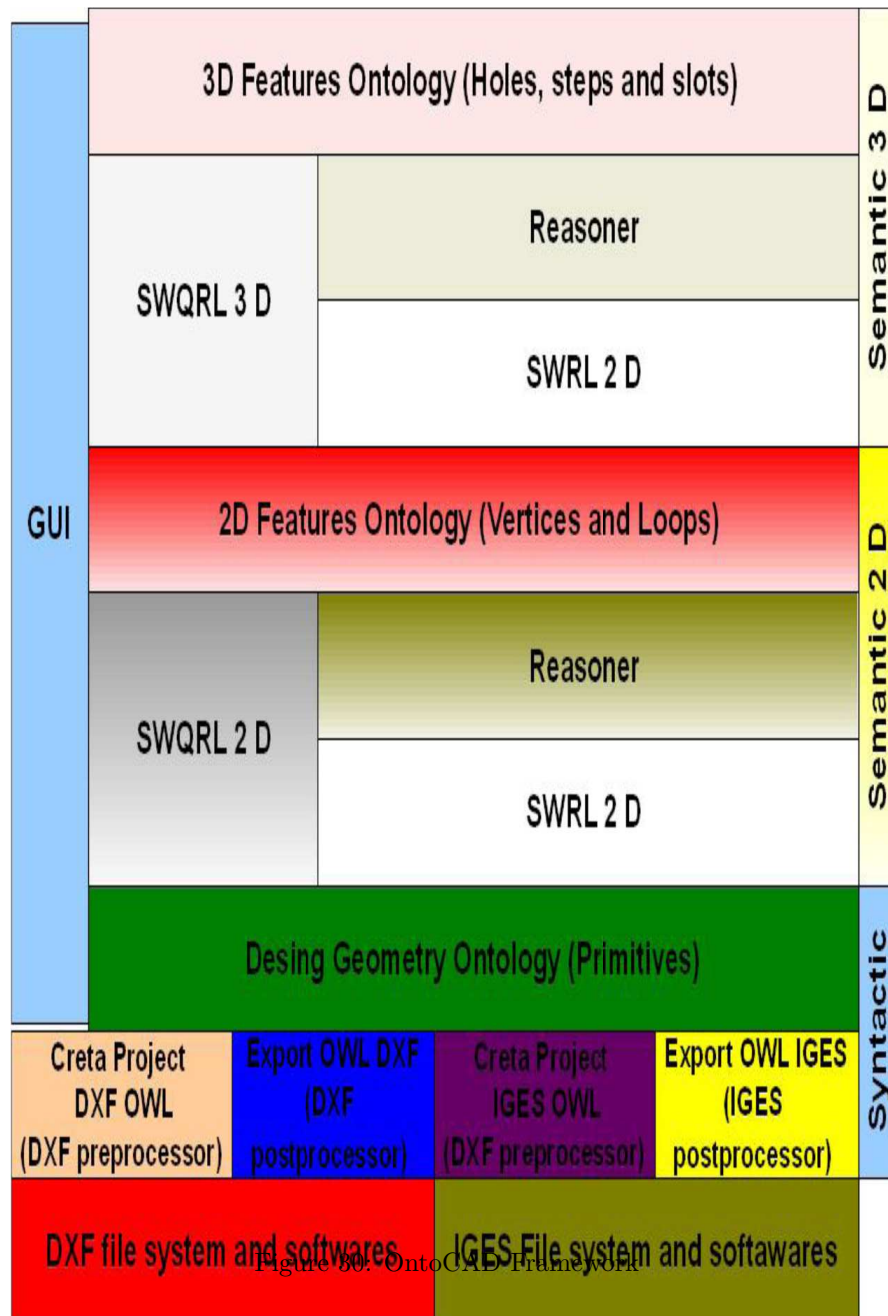 3D Features Ontology (Holes, steps and slots)
Semantic 3 D
Reasoner
SWQRL 3 D
SWRL 2 D
GUI
2D Features Ontology (Vertices and Loops)
Semantic 2 D
Reasoner
SWQRL 2 D
SWRL 2 D
Desing Geometry Ontology (Primitives)
Syntactic
Creta Project
DXF OWL
(DXF preprocessor)
Export OWL DXF
(DXF
postprocessor)
Creta Project
IGES OWL
(DXF preprocessor)
Export OWL IGES
(IGES
postprocessor)
DXF file system and softwares
IGES File system and softawares
Figure 30: OntoCAD Framework